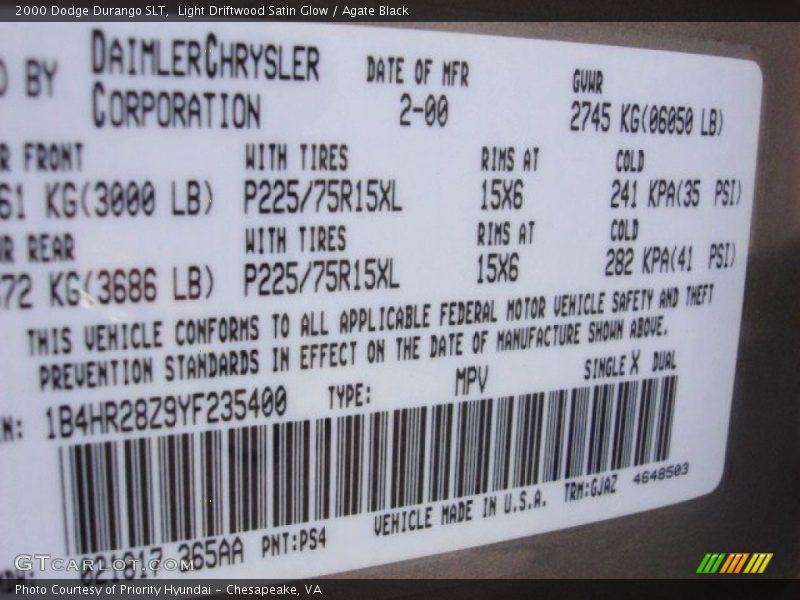 2000 Dodge Durango SLT, Light Driftwood Satin Glow / Agate Black
BY DAIMLERCHRYSLER CORPORATION DATE OF MFR GVWR
2-00 2745 KG(06050 LB)
FRONT WITH TIRES RIMS AT COLD
61 KG(3000 LB) P225/75R15XL 15X6 241 KPA(35 PSI)
REAR WITH TIRES RIMS AT COLD
72 KG(3686 LB) P225/75R15XL 15X6 282 KPA(41 PSI)
THIS VEHICLE CONFORMS TO ALL APPLICABLE FEDERAL MOTOR VEHICLE SAFETY AND THEFT
PREVENTION STANDARDS IN EFFECT ON THE DATE OF MANUFACTURE SHOWN ABOVE.
N: 1B4HR28Z9YF235400 TYPE: MPV SINGLE X DUAL
021817 365AA PNT:PS4 VEHICLE MADE IN U.S.A. TRM:GJAZ 4648503
GTCarLot.com
Photo Courtesy of Priority Hyundai - Chesapeake, VA